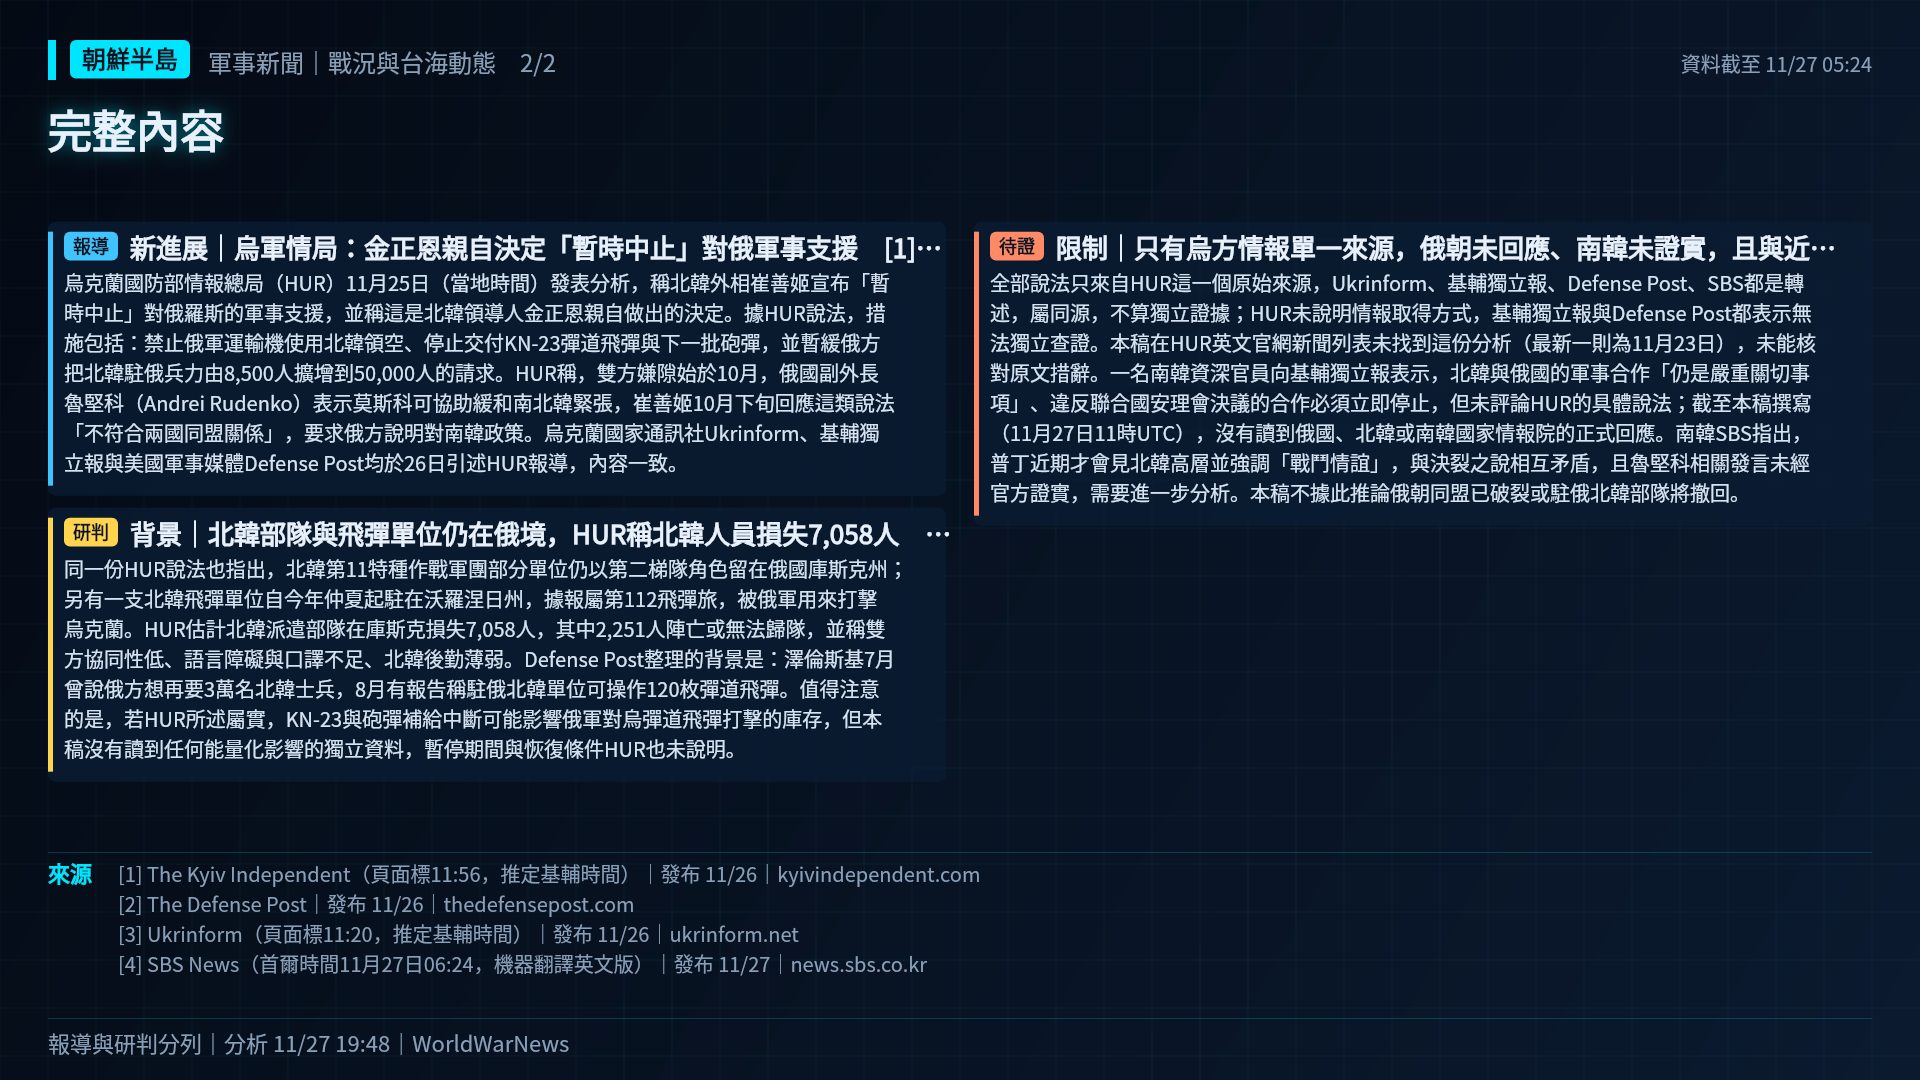 朝鮮半島
軍事新聞｜戰況與台海動態 2/2
資料截至 11/27 05:24
完整內容
報導 新進展｜烏軍情局：金正恩親自決定「暫時中止」對俄軍事支援 [1]…
烏克蘭國防部情報總局（HUR）11月25日（當地時間）發表分析，稱北韓外相崔善姬宣布「暫
時中止」對俄羅斯的軍事支援，並稱這是北韓領導人金正恩親自做出的決定。據HUR說法，措
施包括：禁止俄軍運輸機使用北韓領空、停止交付KN-23彈道飛彈與下一批砲彈，並暫緩俄方
把北韓駐俄兵力由8,500人擴增到50,000人的請求。HUR稱，雙方嫌隙始於10月，俄國副外長
魯堅科（Andrei Rudenko）表示莫斯科可協助緩和南北韓緊張，崔善姬10月下旬回應這類說法
「不符合兩國同盟關係」，要求俄方說明對南韓政策。烏克蘭國家通訊社Ukrinform、基輔獨
立報與美國軍事媒體Defense Post均於26日引述HUR報導，內容一致。
研判 背景｜北韓部隊與飛彈單位仍在俄境，HUR稱北韓人員損失7,058人 …
同一份HUR說法也指出，北韓第11特種作戰軍團部分單位仍以第二梯隊角色留在俄國庫斯克州；
另有一支北韓飛彈單位自今年仲夏起駐在沃羅涅日州，據報屬第112飛彈旅，被俄軍用來打擊
烏克蘭。HUR估計北韓派遣部隊在庫斯克損失7,058人，其中2,251人陣亡或無法歸隊，並稱雙
方協同性低、語言障礙與口譯不足、北韓後勤薄弱。Defense Post整理的背景是：澤倫斯基7月
曾說俄方想再要3萬名北韓士兵，8月有報告稱駐俄北韓單位可操作120枚彈道飛彈。值得注意
的是，若HUR所述屬實，KN-23與砲彈補給中斷可能影響俄軍對烏彈道飛彈打擊的庫存，但本
稿沒有讀到任何能量化影響的獨立資料，暫停期間與恢復條件HUR也未說明。
待證 限制｜只有烏方情報單一來源，俄朝未回應、南韓未證實，且與近…
全部說法只來自HUR這一個原始來源，Ukrinform、基輔獨立報、Defense Post、SBS都是轉
述，屬同源，不算獨立證據；HUR未說明情報取得方式，基輔獨立報與Defense Post都表示無
法獨立查證。本稿在HUR英文官網新聞列表未找到這份分析（最新一則為11月23日），未能核
對原文措辭。一名南韓資深官員向基輔獨立報表示，北韓與俄國的軍事合作「仍是嚴重關切事
項」、違反聯合國安理會決議的合作必須立即停止，但未評論HUR的具體說法；截至本稿撰寫
（11月27日11時UTC），沒有讀到俄國、北韓或南韓國家情報院的正式回應。南韓SBS指出，
普丁近期才會見北韓高層並強調「戰鬥情誼」，與決裂之說相互矛盾，且魯堅科相關發言未經
官方證實，需要進一步分析。本稿不據此推論俄朝同盟已破裂或駐俄北韓部隊將撤回。
來源 [1] The Kyiv Independent（頁面標11:56，推定基輔時間）｜發布 11/26｜kyivindependent.com
[2] The Defense Post｜發布 11/26｜thedefensepost.com
[3] Ukrinform（頁面標11:20，推定基輔時間）｜發布 11/26｜ukrinform.net
[4] SBS News（首爾時間11月27日06:24，機器翻譯英文版）｜發布 11/27｜news.sbs.co.kr
報導與研判分列｜分析 11/27 19:48｜WorldWarNews